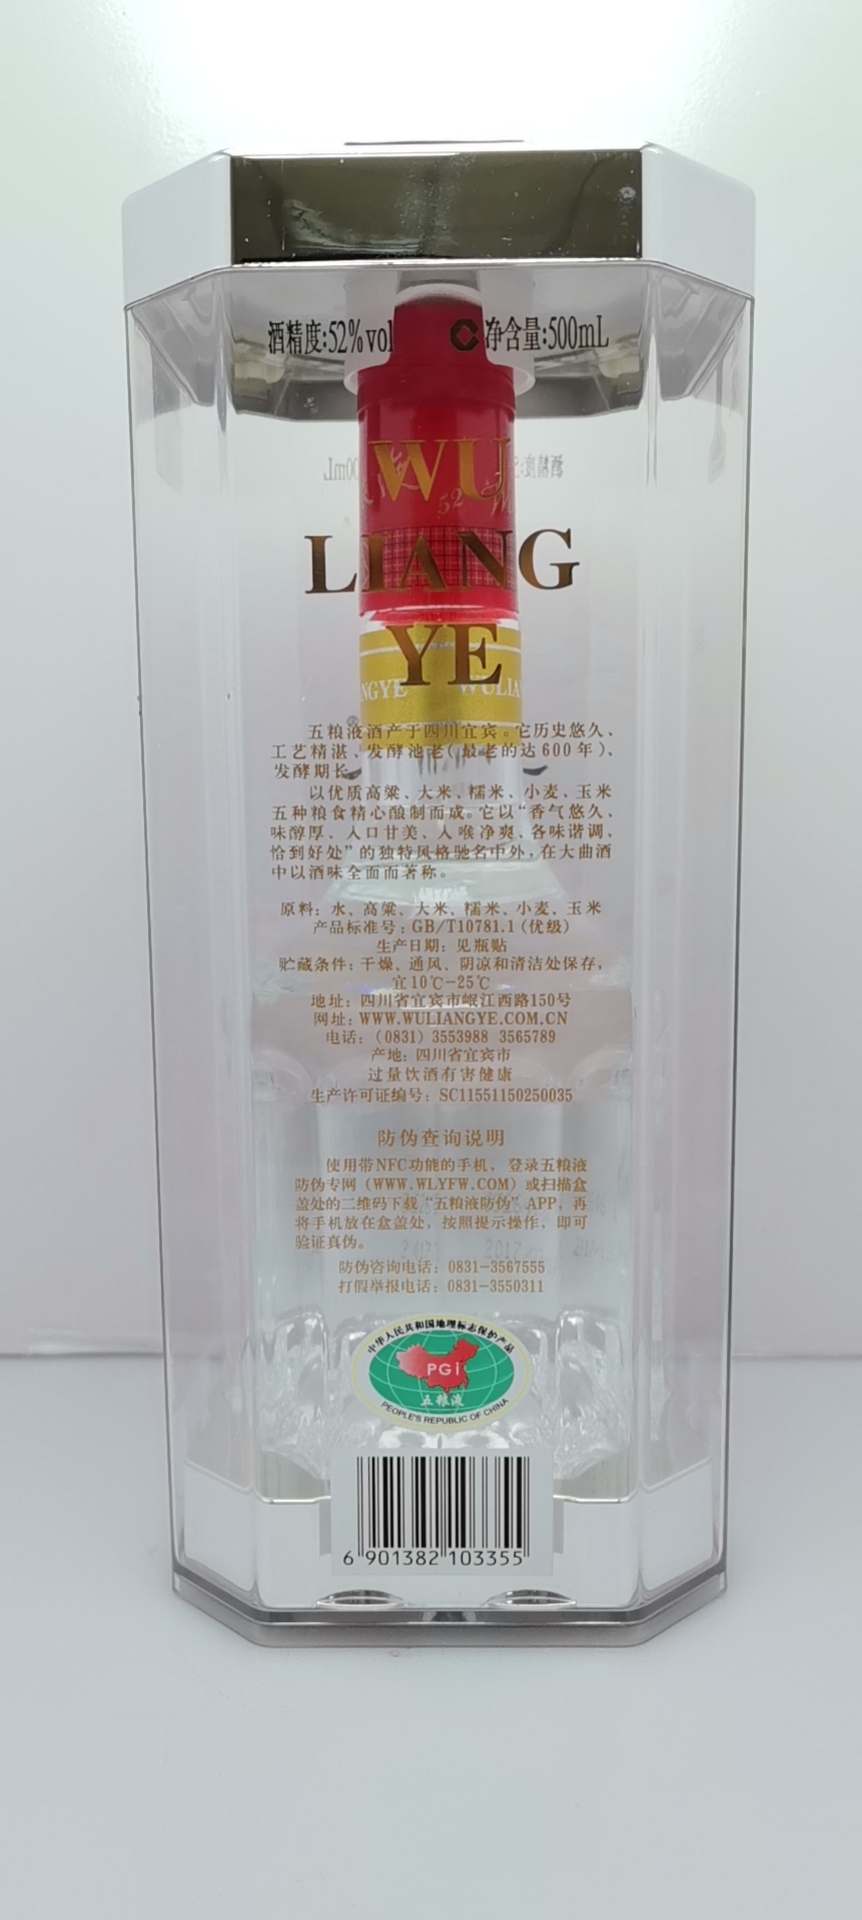 酒精度:52%vol 净含量:500mL
WU
LIANG
YE
五粮液酒产于四川宜宾。它历史悠久、
工艺精湛、发酵池老(最老的达600年)、
发酵期长。
以优质高粱、大米、糯米、小麦、玉米
五种粮食精心酿制而成。它以“香气悠久、
味醇厚、入口甘美、入喉净爽、各味谐调、
恰到好处”的独特风格驰名中外,在大曲酒
中以酒味全面而著称。
原料:水、高粱、大米、糯米、小麦、玉米
产品标准号:GB/T10781.1(优级)
生产日期:见瓶贴
贮藏条件:干燥、通风、阴凉和清洁处保存,
宜10℃-25℃
地址:四川省宜宾市岷江西路150号
网址:WWW.WULIANGYE.COM.CN
电话:(0831)3553988 3565789
产地:四川省宜宾市
过量饮酒有害健康
生产许可证编号:SC11551150250035
防伪查询说明
使用带NFC功能的手机,登录五粮液
防伪专网(WWW.WLYFW.COM)或扫描盒
盖处的二维码下载“五粮液防伪”APP,再
将手机放在盒盖处,按照提示操作,即可
验证真伪。
防伪咨询电话:0831-3567555
打假举报电话:0831-3550311
中华人民共和国地理标志保护产品
PGI
五粮液
PEOPLE'S REPUBLIC OF CHINA
6 901382 103355